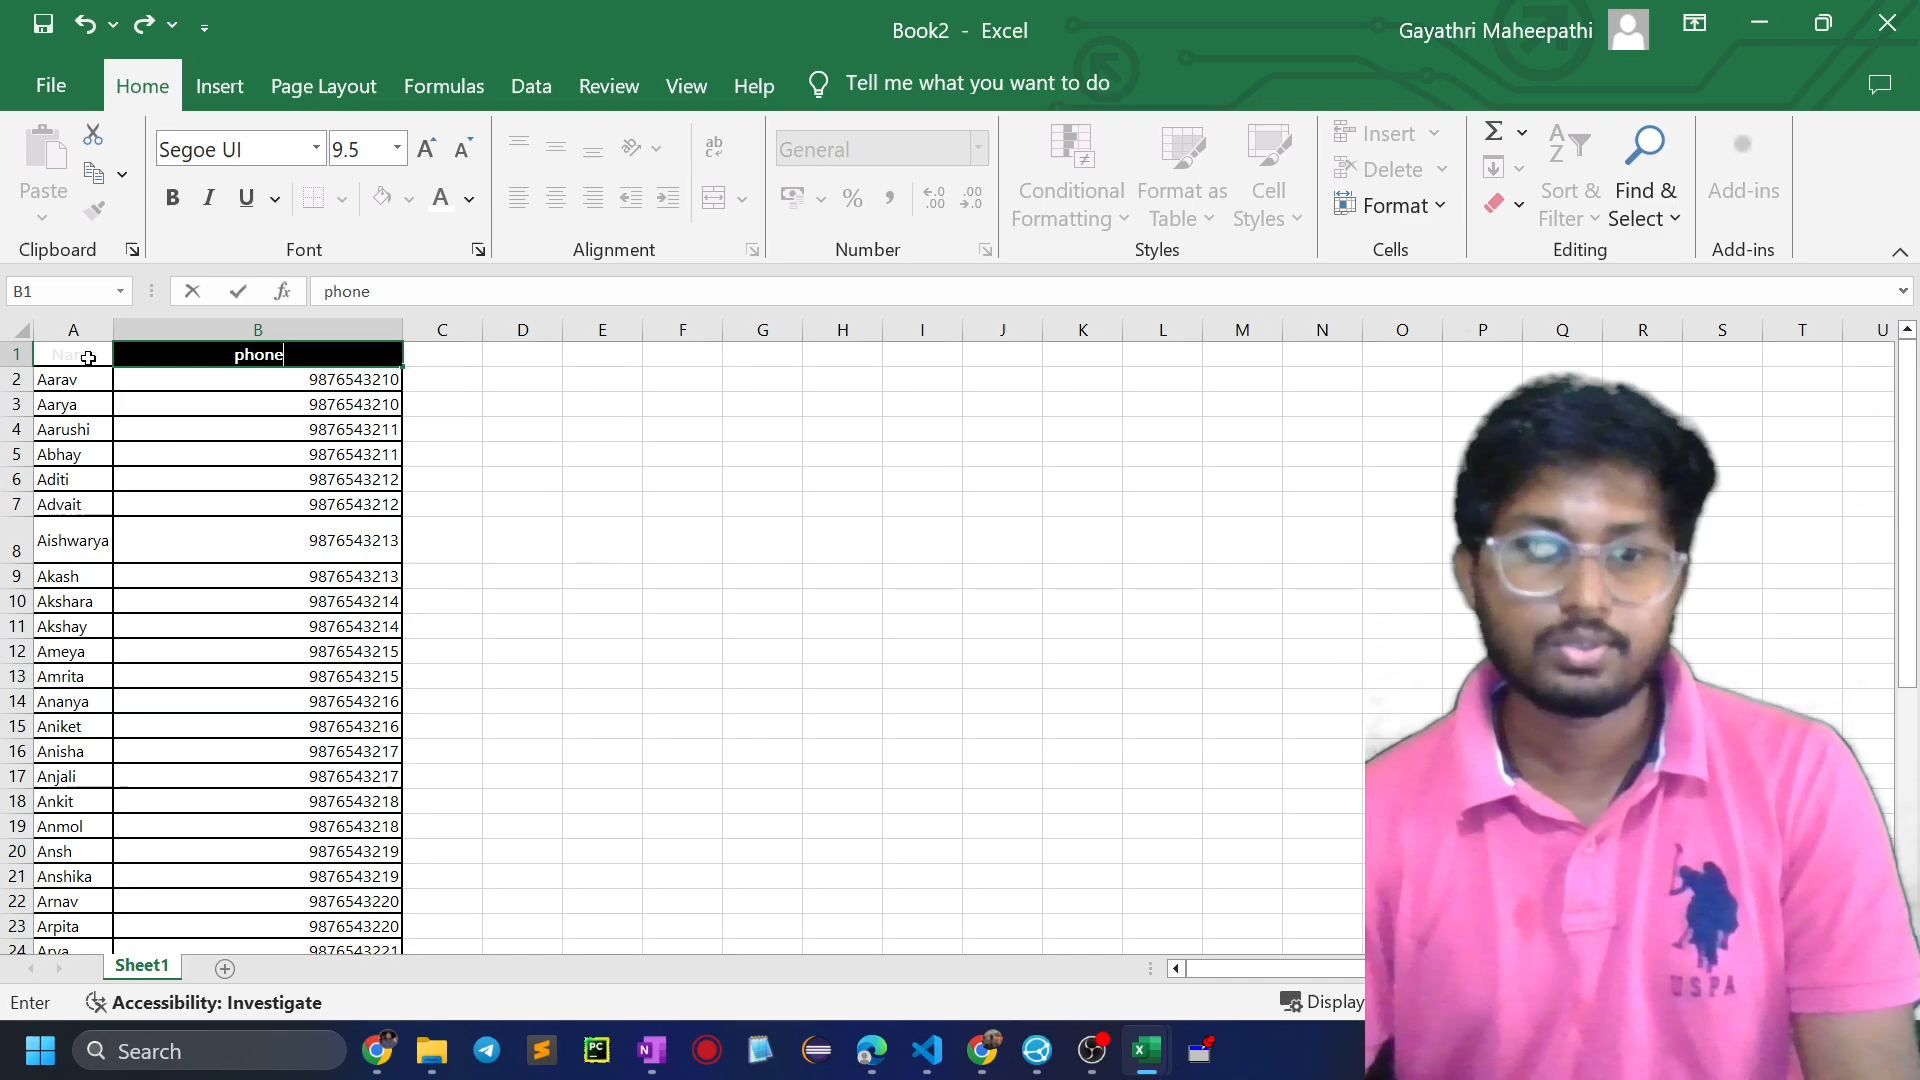 Book2 - Excel
Gayathri Maheepathi
File Home Insert Page Layout Formulas Data Review View Help Tell me what you want to do
Segoe UI 9.5
ab
General
Paste
Conditional Formatting
Format as Table
Cell Styles
Insert
Delete
Format
Sort & Filter
Find & Select
Add-ins
Clipboard Font Alignment Number Styles Cells Editing Add-ins
B1 fx phone
A B C D E F G H I J K L M N O P Q R S T U
1 phone
2 Aarav 9876543210
3 Aarya 9876543210
4 Aarushi 9876543211
5 Abhay 9876543211
6 Aditi 9876543212
7 Advait 9876543212
8 Aishwarya 9876543213
9 Akash 9876543213
10 Akshara 9876543214
11 Akshay 9876543214
12 Ameya 9876543215
13 Amrita 9876543215
14 Ananya 9876543216
15 Aniket 9876543216
16 Anisha 9876543217
17 Anjali 9876543217
18 Ankit 9876543218
19 Anmol 9876543218
20 Ansh 9876543219
21 Anshika 9876543219
22 Arnav 9876543220
23 Arpita 9876543220
24 Arya 9876543221
Sheet1
Enter Accessibility: Investigate Display
Search
USPA